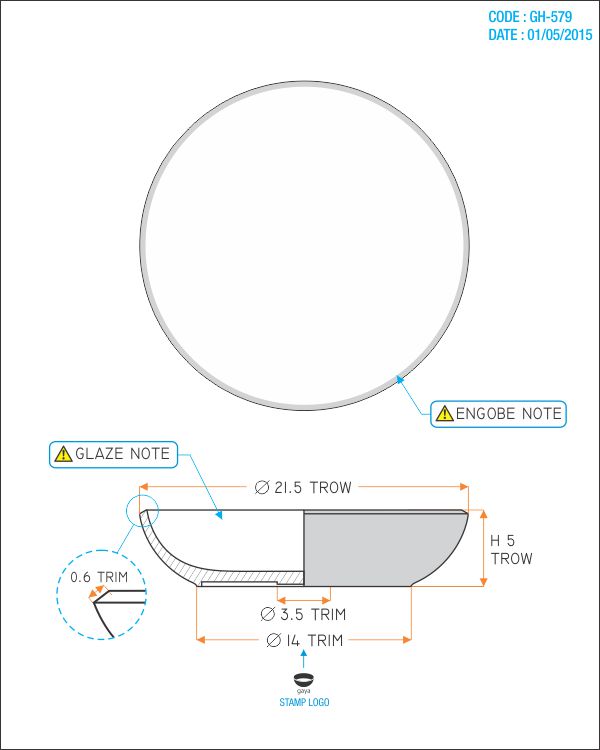 CODE : GH-579
DATE : 01/05/2015
ENGOBE NOTE
GLAZE NOTE
Ø 21.5 TROW
H 5
TROW
0.6 TRIM
Ø 3.5 TRIM
Ø 14 TRIM
gaya
STAMP LOGO